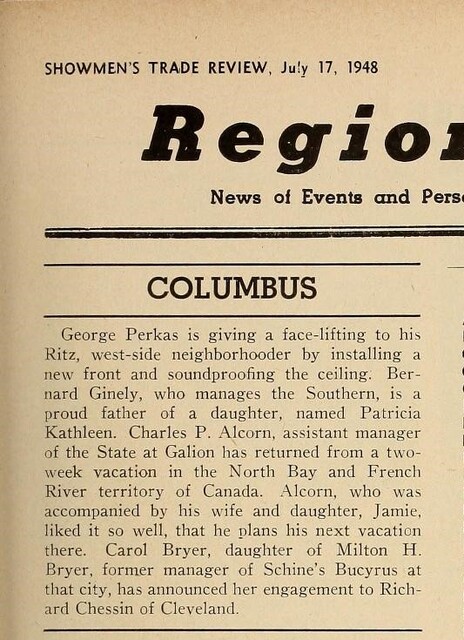 SHOWMEN'S TRADE REVIEW, July 17, 1948
Region
News of Events and Pers
COLUMBUS
George Perkas is giving a face-lifting to his
Ritz, west-side neighborhooder by installing a
new front and soundproofing the ceiling. Ber-
nard Ginely, who manages the Southern, is a
proud father of a daughter, named Patricia
Kathleen. Charles P. Alcorn, assistant manager
of the State at Galion has returned from a two-
week vacation in the North Bay and French
River territory of Canada. Alcorn, who was
accompanied by his wife and daughter, Jamie,
liked it so well, that he plans his next vacation
there. Carol Bryer, daughter of Milton H.
Bryer, former manager of Schine's Bucyrus at
that city, has announced her engagement to Rich-
ard Chessin of Cleveland.